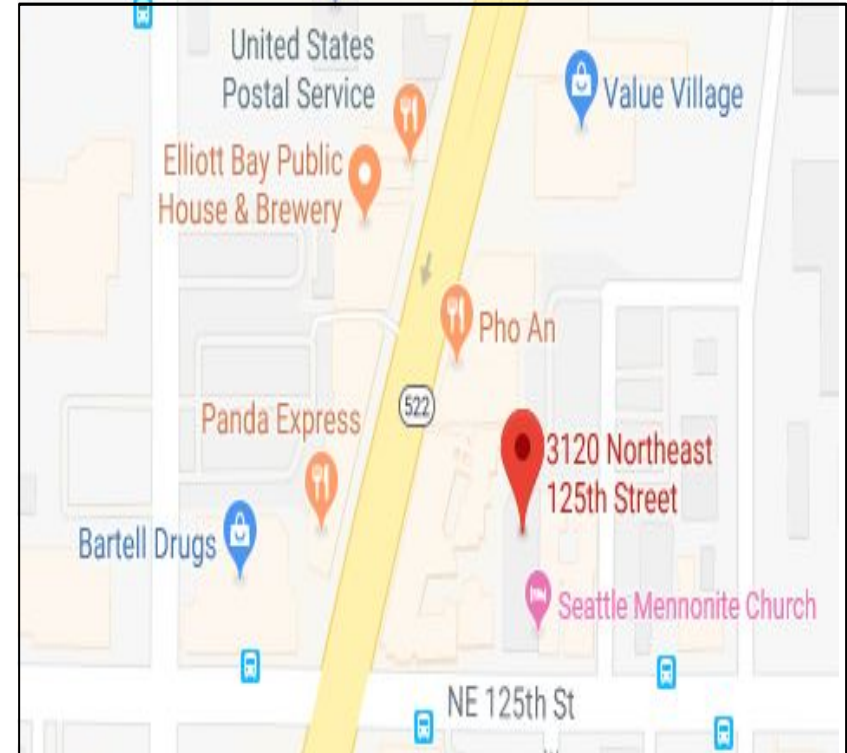 United States
Postal Service
Value Village
Elliott Bay Public
House & Brewery
Pho An
522
Panda Express
3120 Northeast
125th Street
Bartell Drugs
Seattle Mennonite Church
NE 125th St